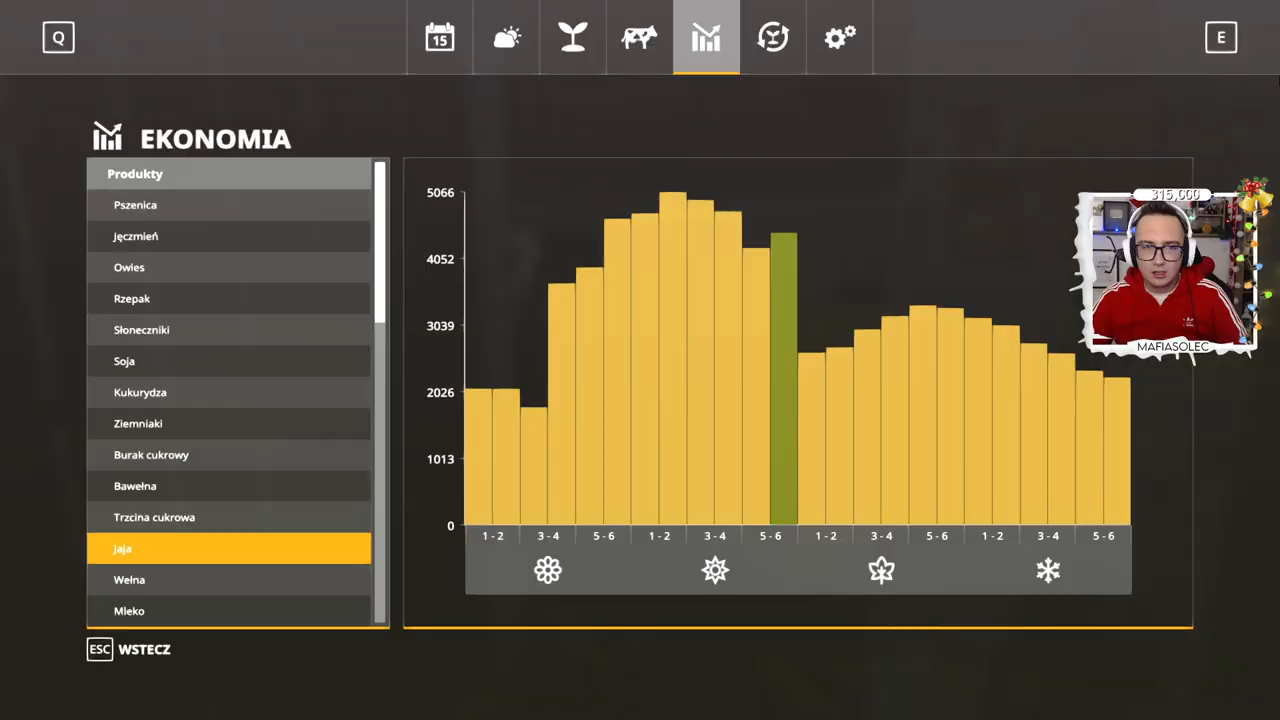 Q
15
E
EKONOMIA
Produkty
Pszenica
Jęczmień
Owies
Rzepak
Słoneczniki
Soja
Kukurydza
Ziemniaki
Burak cukrowy
Bawełna
Trzcina cukrowa
Jaja
Wełna
Mleko
ESC WSTECZ
5066
4052
3039
2026
1013
0
1 - 2 3 - 4 5 - 6 1 - 2 3 - 4 5 - 6 1 - 2 3 - 4 5 - 6 1 - 2 3 - 4 5 - 6
315,000
MAFIASOLEC